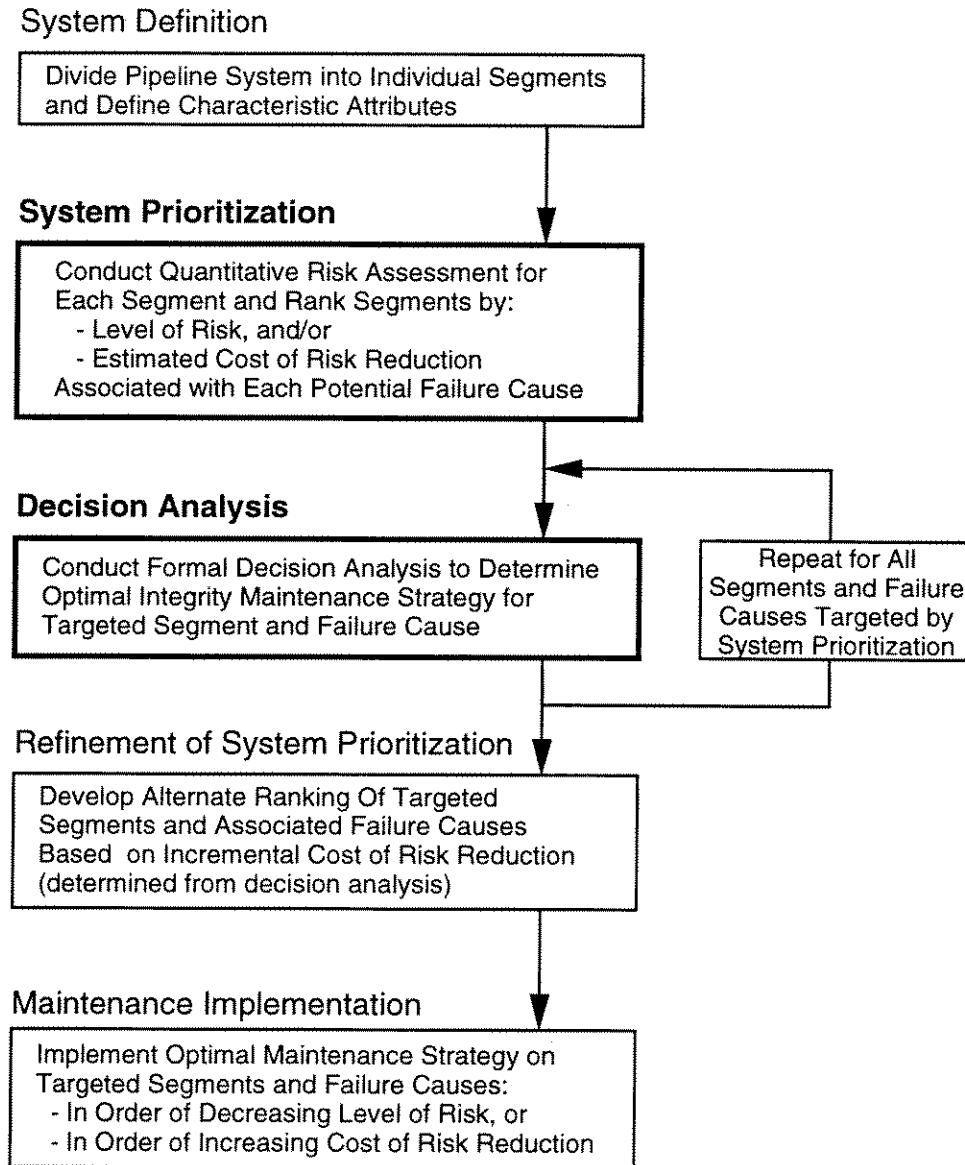 System Definition
Divide Pipeline System into Individual Segments
and Define Characteristic Attributes
System Prioritization
Conduct Quantitative Risk Assessment for
Each Segment and Rank Segments by:
- Level of Risk, and/or
- Estimated Cost of Risk Reduction
Associated with Each Potential Failure Cause
Decision Analysis
Conduct Formal Decision Analysis to Determine
Optimal Integrity Maintenance Strategy for
Targeted Segment and Failure Cause
Repeat for All
Segments and Failure
Causes Targeted by
System Prioritization
Refinement of System Prioritization
Develop Alternate Ranking Of Targeted
Segments and Associated Failure Causes
Based on Incremental Cost of Risk Reduction
(determined from decision analysis)
Maintenance Implementation
Implement Optimal Maintenance Strategy on
Targeted Segments and Failure Causes:
- In Order of Decreasing Level of Risk, or
- In Order of Increasing Cost of Risk Reduction